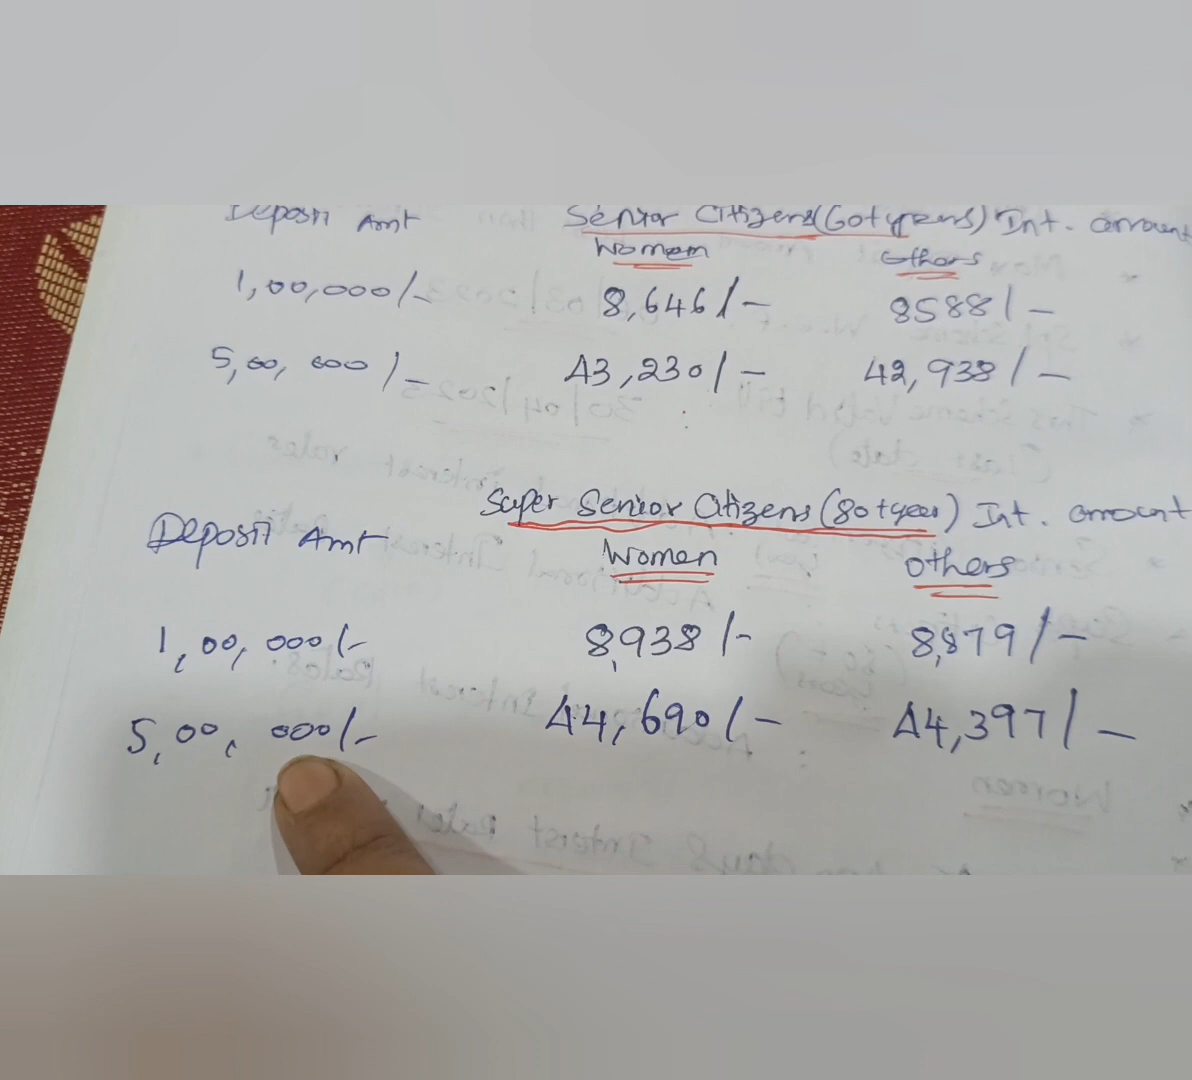 Deposit Amt Senior Citizens (60+years) Int. amount
Women others
1,00,000/- 8,646/- 8588/-
5,00,000/- 43,230/- 42,938/-
Super Senior Citizens (80+year) Int. amount
Deposit Amt Women others
1,00,000/- 8,938/- 8,879/-
5,00,000/- 44,690/- 44,397/-